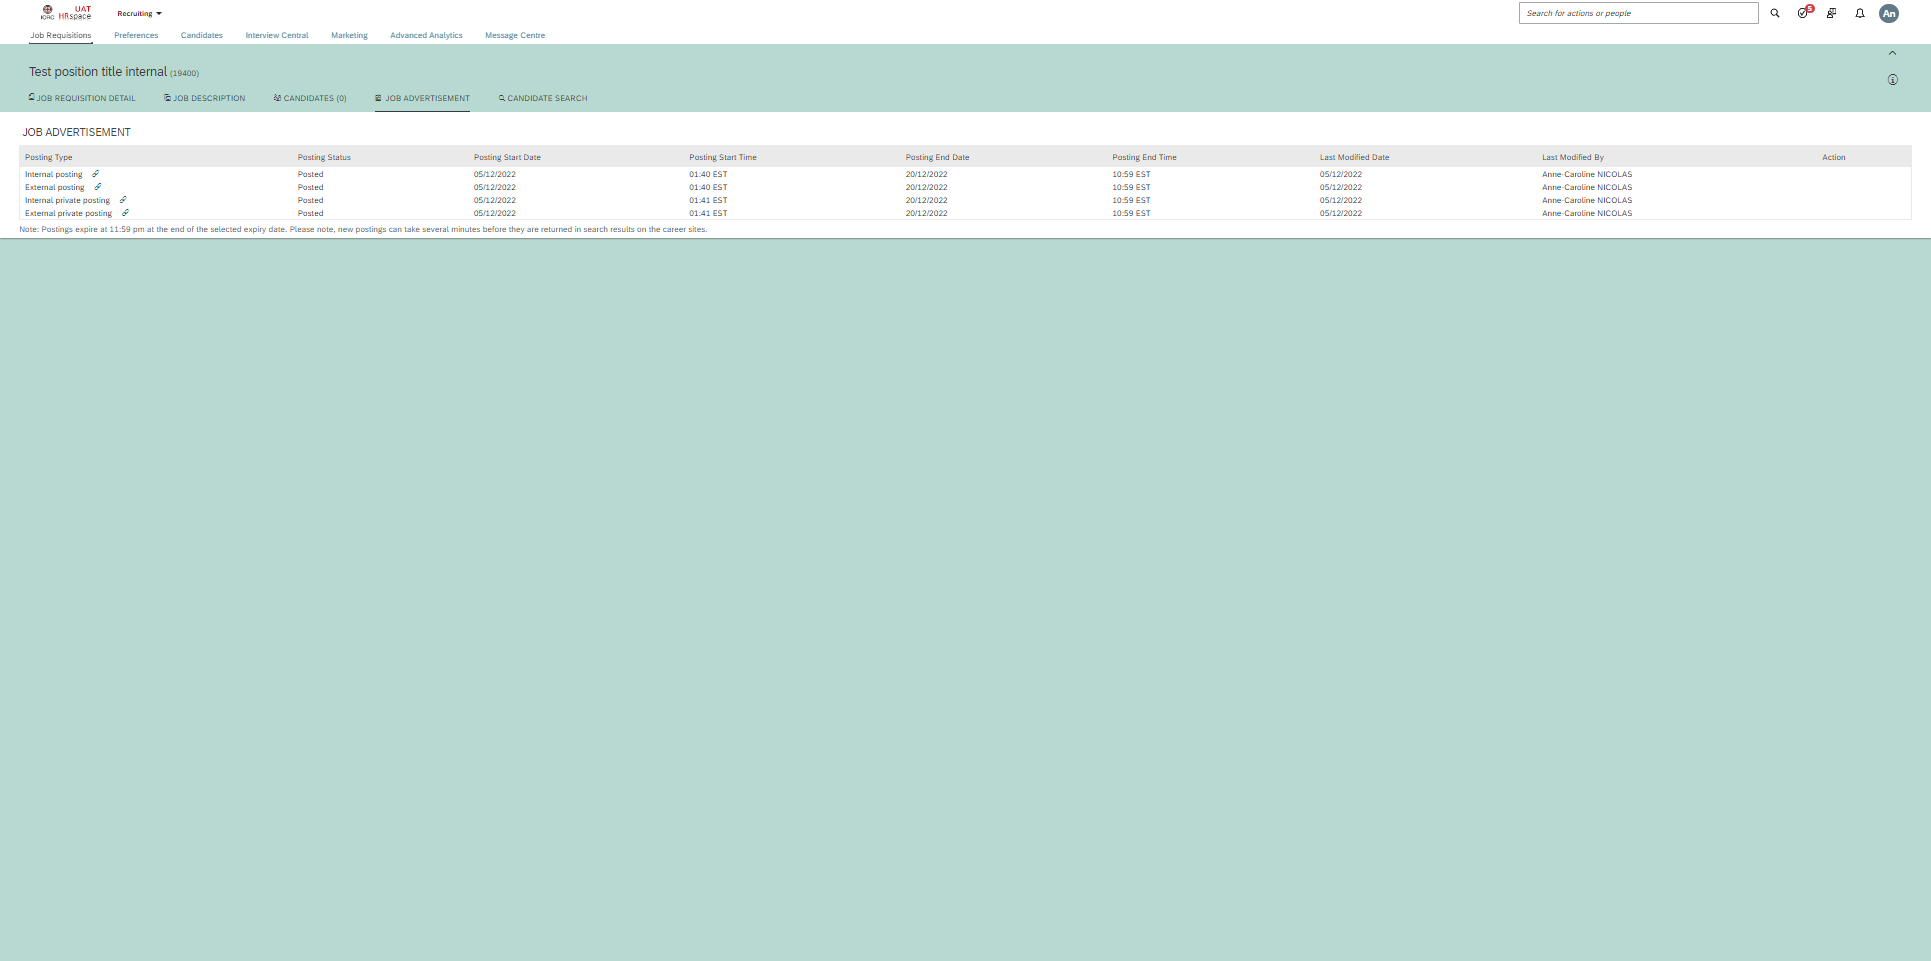 ICRC
UAT
HRspace
Recruiting
Search for actions or people
5
An
Job Requisitions Preferences Candidates Interview Central Marketing Advanced Analytics Message Centre
Test position title internal (19400)
JOB REQUISITION DETAIL JOB DESCRIPTION CANDIDATES (0) JOB ADVERTISEMENT CANDIDATE SEARCH
JOB ADVERTISEMENT
Posting Type Posting Status Posting Start Date Posting Start Time Posting End Date Posting End Time Last Modified Date Last Modified By Action
Internal posting Posted 05/12/2022 01:40 EST 20/12/2022 10:59 EST 05/12/2022 Anne-Caroline NICOLAS
External posting Posted 05/12/2022 01:40 EST 20/12/2022 10:59 EST 05/12/2022 Anne-Caroline NICOLAS
Internal private posting Posted 05/12/2022 01:41 EST 20/12/2022 10:59 EST 05/12/2022 Anne-Caroline NICOLAS
External private posting Posted 05/12/2022 01:41 EST 20/12/2022 10:59 EST 05/12/2022 Anne-Caroline NICOLAS
Note: Postings expire at 11:59 pm at the end of the selected expiry date. Please note, new postings can take several minutes before they are returned in search results on the career sites.